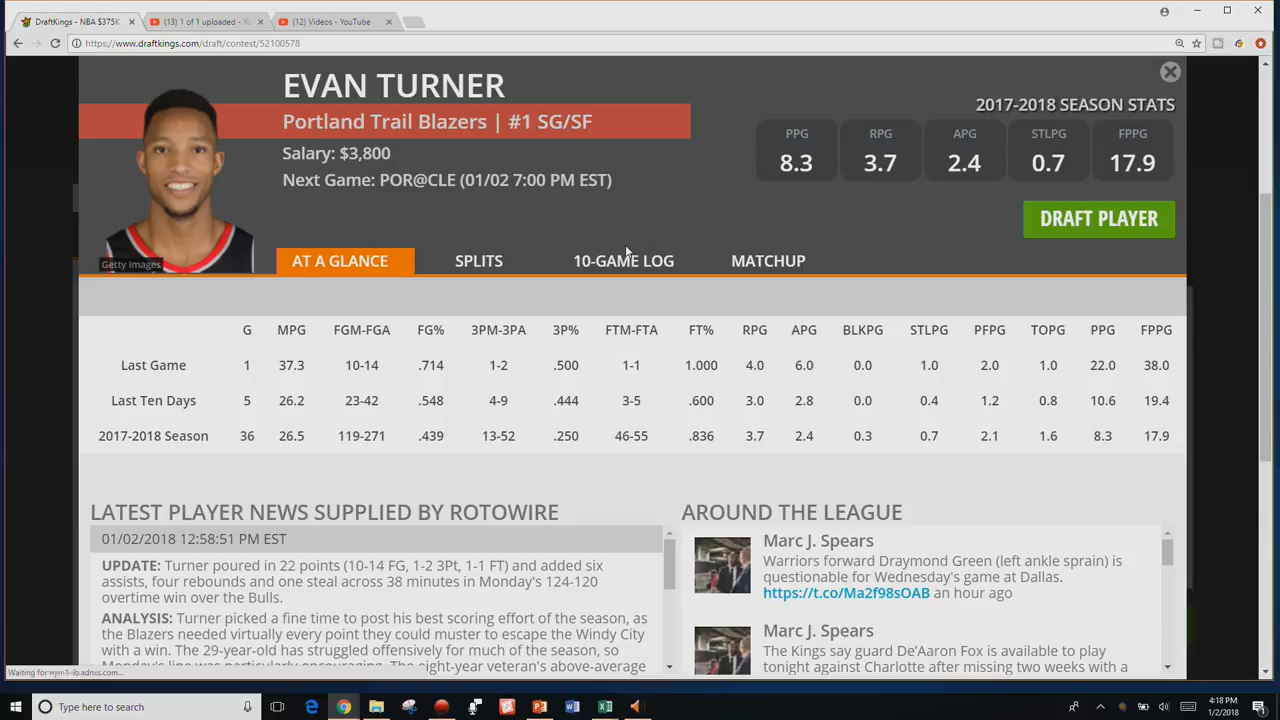 DraftKings - NBA $375K
(13) 1 of 1 uploaded - Yo
(12) Videos - YouTube
https://www.draftkings.com/draft/contest/52100578
EVAN TURNER
Portland Trail Blazers | #1 SG/SF
Salary: $3,800
Next Game: POR@CLE (01/02 7:00 PM EST)
2017-2018 SEASON STATS
PPG RPG APG STLPG FPPG
8.3 3.7 2.4 0.7 17.9
DRAFT PLAYER
Getty Images
AT A GLANCE SPLITS 10-GAME LOG MATCHUP
G MPG FGM-FGA FG% 3PM-3PA 3P% FTM-FTA FT% RPG APG BLKPG STLPG PFPG TOPG PPG FPPG
Last Game 1 37.3 10-14 .714 1-2 .500 1-1 1.000 4.0 6.0 0.0 1.0 2.0 1.0 22.0 38.0
Last Ten Days 5 26.2 23-42 .548 4-9 .444 3-5 .600 3.0 2.8 0.0 0.4 1.2 0.8 10.6 19.4
2017-2018 Season 36 26.5 119-271 .439 13-52 .250 46-55 .836 3.7 2.4 0.3 0.7 2.1 1.6 8.3 17.9
LATEST PLAYER NEWS SUPPLIED BY ROTOWIRE
01/02/2018 12:58:51 PM EST
UPDATE: Turner poured in 22 points (10-14 FG, 1-2 3Pt, 1-1 FT) and added six
assists, four rebounds and one steal across 38 minutes in Monday's 124-120
overtime win over the Bulls.
ANALYSIS: Turner picked a fine time to post his best scoring effort of the season, as
the Blazers needed virtually every point they could muster to escape the Windy City
with a win. The 29-year-old has struggled offensively for much of the season, so
Monday's line was particularly encouraging. The eight-year veteran's above-average
AROUND THE LEAGUE
Marc J. Spears
Warriors forward Draymond Green (left ankle sprain) is
questionable for Wednesday's game at Dallas.
https://t.co/Ma2f98sOAB an hour ago
Marc J. Spears
The Kings say guard De'Aaron Fox is available to play
tonight against Charlotte after missing two weeks with a
Type here to search
4:18 PM
1/2/2018